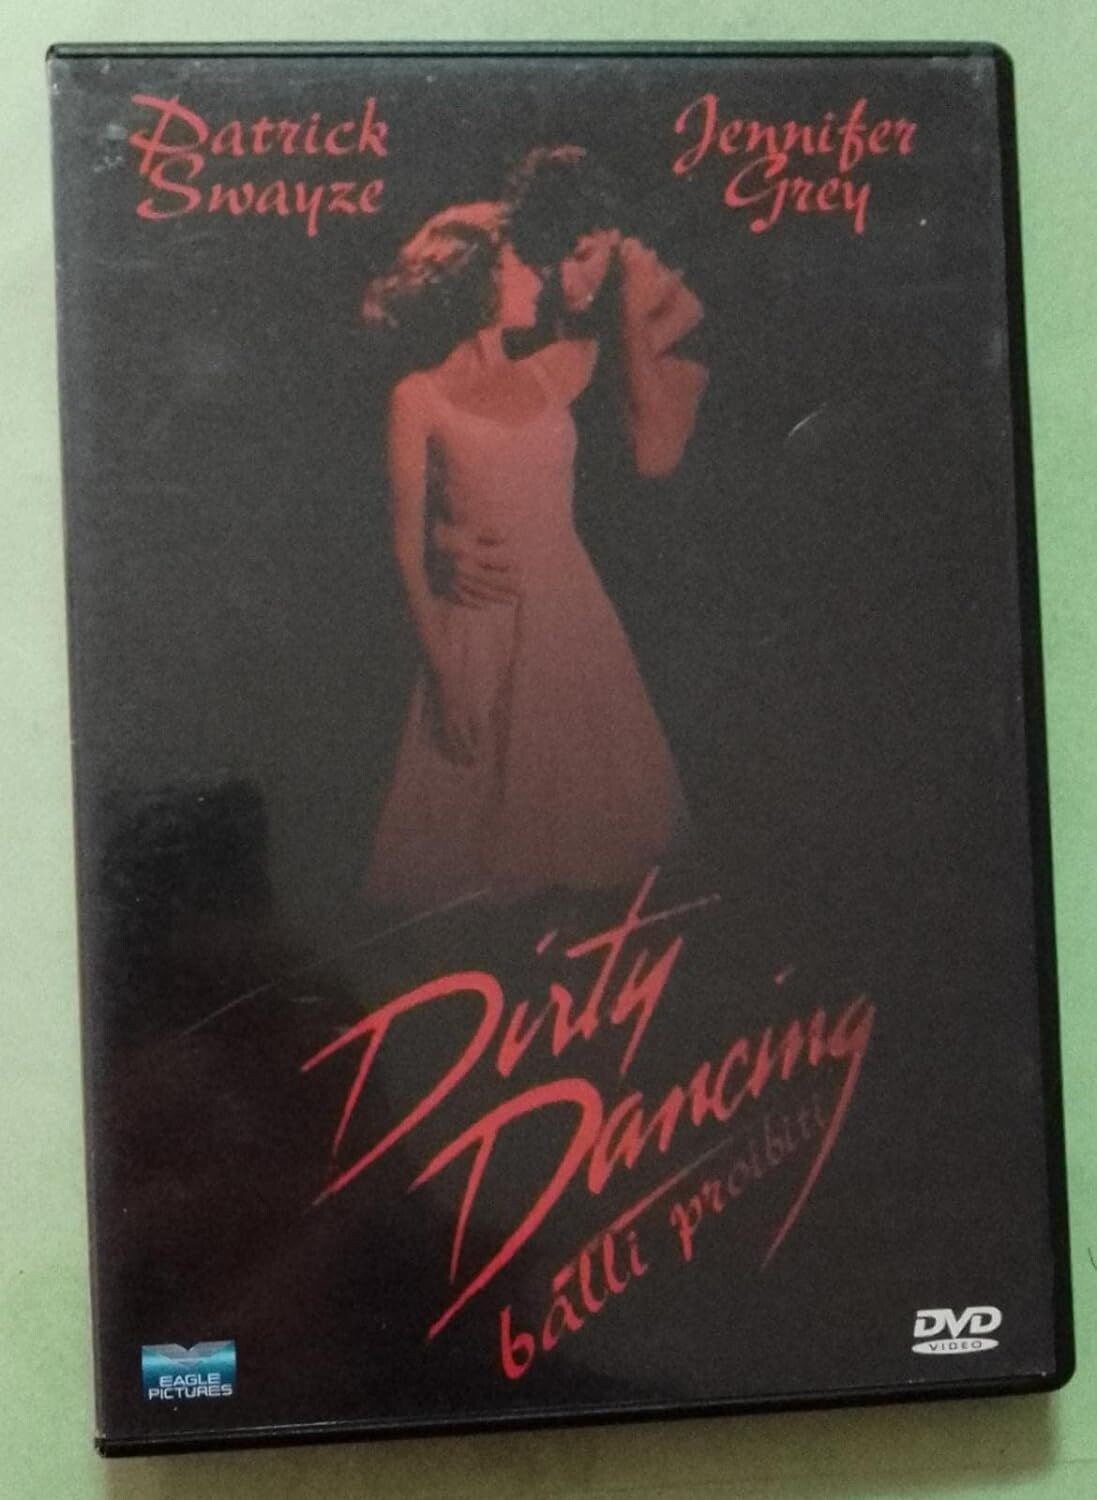 Patrick
Swayze
Jennifer
Grey
Dirty
Dancing
balli proibiti
EAGLE
PICTURES
DVD
VIDEO